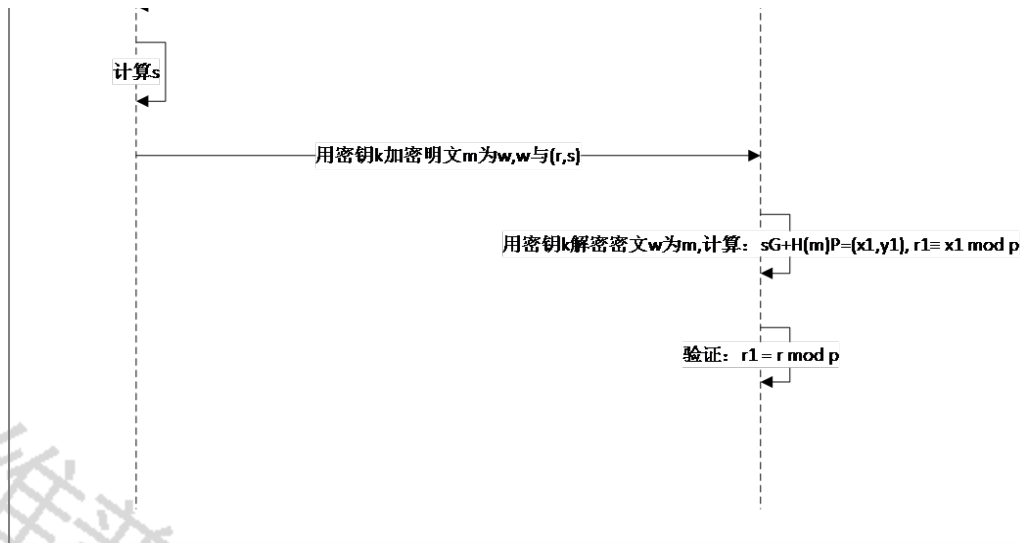 计算s
用密钥k加密明文m为w,w与(r,s)
用密钥k解密密文w为m,计算：sG+H(m)P=(x1,y1), r1≡ x1 mod p
验证：r1 = r mod p